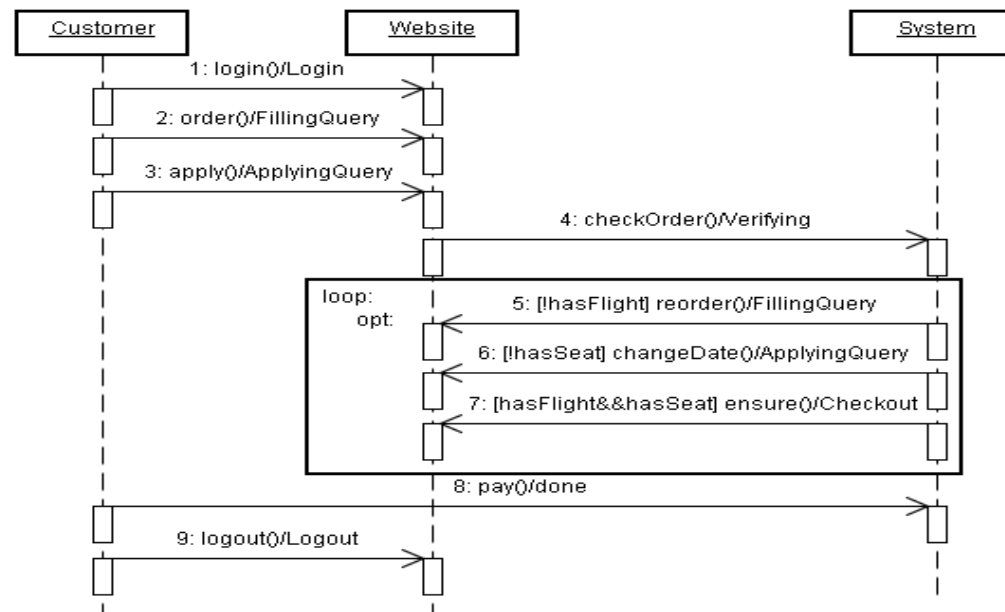 Customer
Website
System
1: login()/Login
2: order()/FillingQuery
3: apply()/ApplyingQuery
4: checkOrder()/Verifying
loop:
opt:
5: [!hasFlight] reorder()/FillingQuery
6: [!hasSeat] changeDate()/ApplyingQuery
7: [hasFlight&&hasSeat] ensure()/Checkout
8: pay()/done
9: logout()/Logout